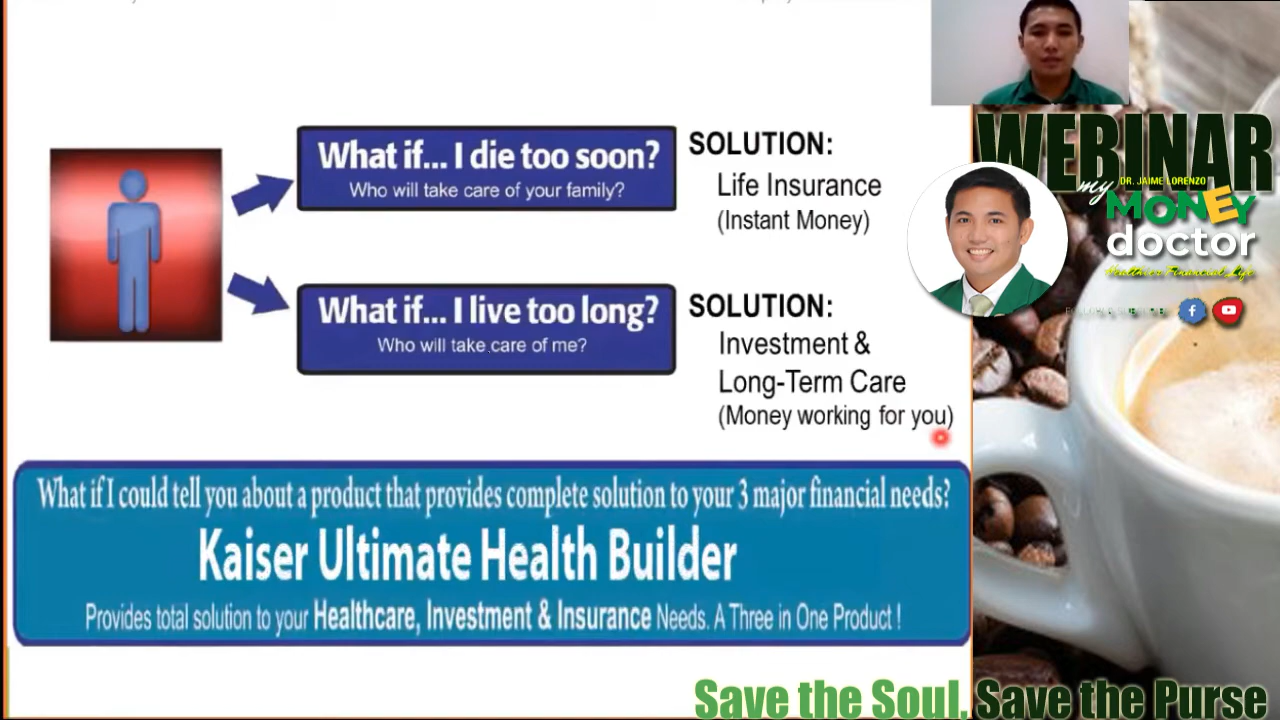 What if... I die too soon?
Who will take care of your family?
SOLUTION:
Life Insurance
(Instant Money)
What if... I live too long?
Who will take care of me?
SOLUTION:
Investment &
Long-Term Care
(Money working for you)
What if I could tell you about a product that provides complete solution to your 3 major financial needs?
Kaiser Ultimate Health Builder
Provides total solution to your Healthcare, Investment & Insurance Needs. A Three in One Product !
WEBINAR
DR. JAIME LORENZO
my MONEY
doctor
Healthier Financial Life
Save the Soul, Save the Purse